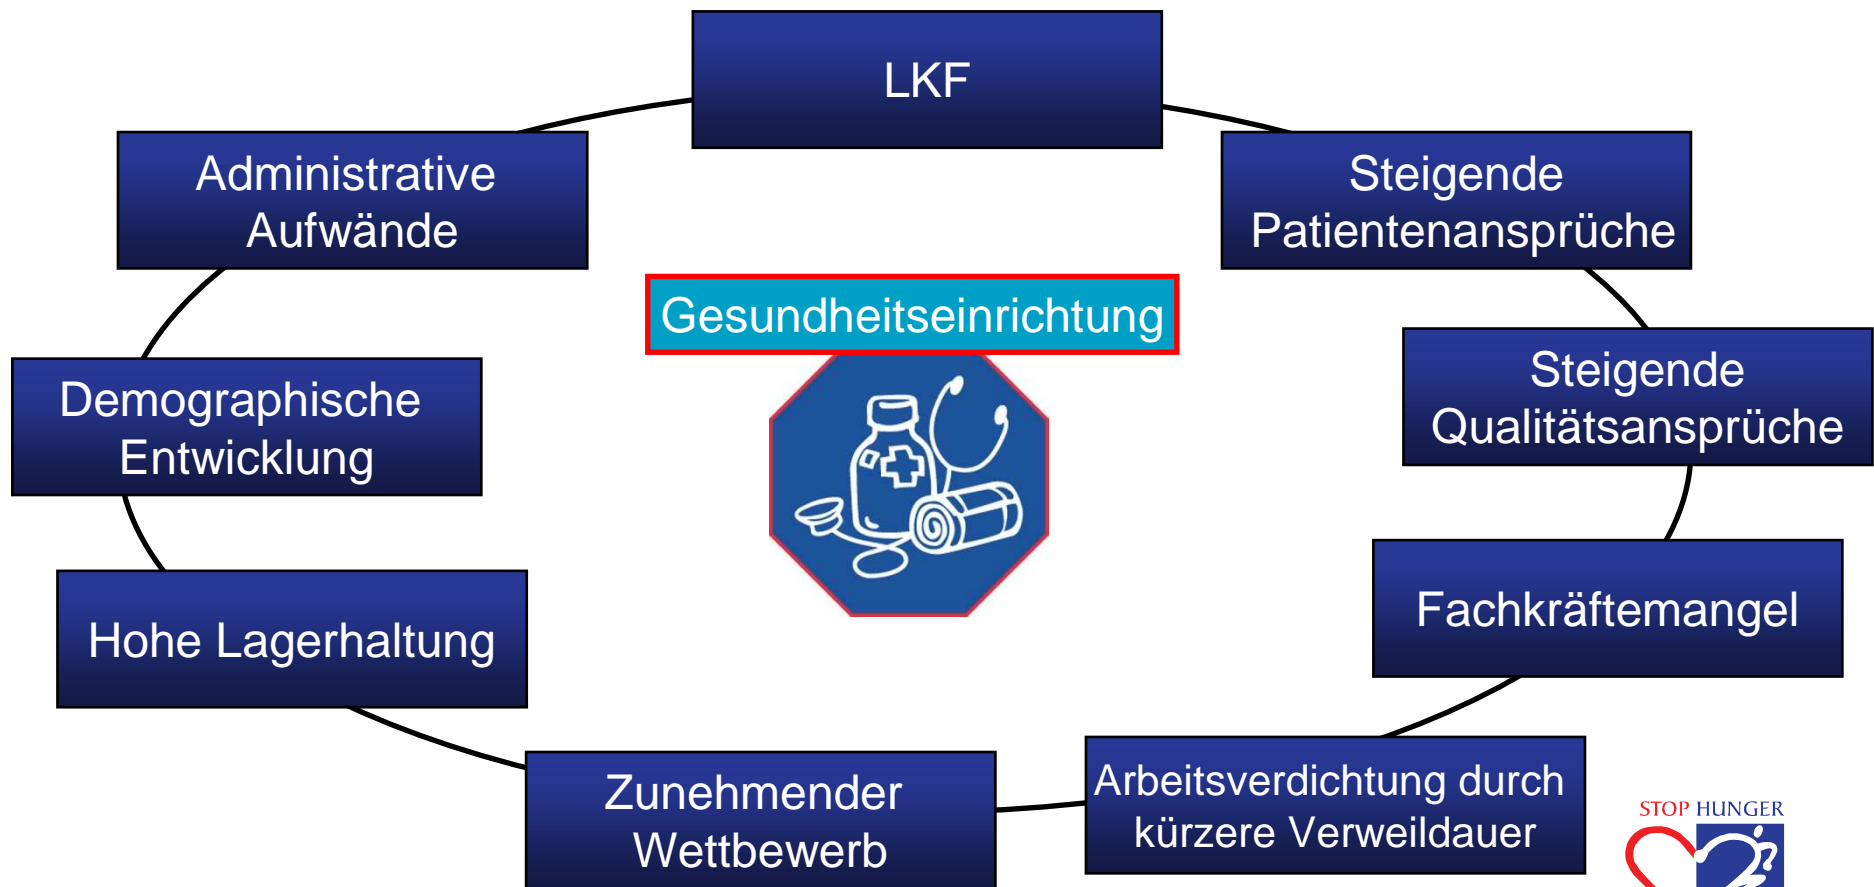 LKF
Administrative
Aufwände
Steigende
Patientenansprüche
Gesundheitseinrichtung
Demographische
Entwicklung
Steigende
Qualitätsansprüche
Hohe Lagerhaltung
Fachkräftemangel
Zunehmender
Wettbewerb
Arbeitsverdichtung durch
kürzere Verweildauer
STOP HUNGER